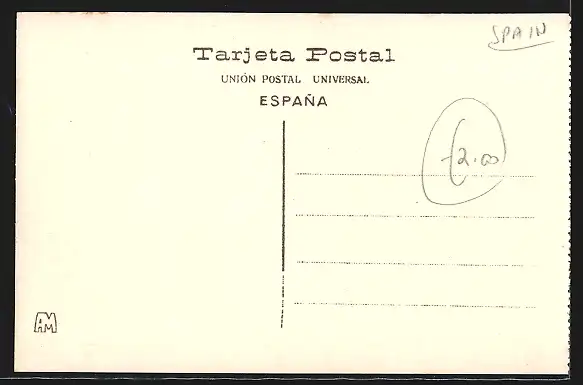 SPAIN
Tarjeta Postal
UNIÓN POSTAL UNIVERSAL
ESPAÑA
£2.00
AM